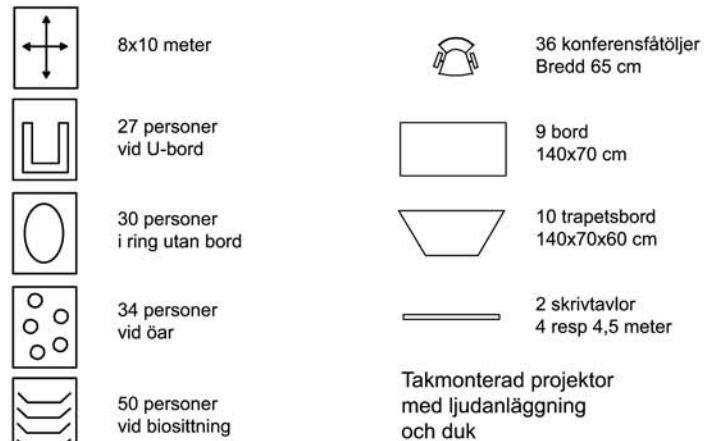 8x10 meter
27 personer
vid U-bord
30 personer
i ring utan bord
34 personer
vid öar
50 personer
vid biosittning
36 konferensfåtöljer
Bredd 65 cm
9 bord
140x70 cm
10 trapetsbord
140x70x60 cm
2 skrivtavlor
4 resp 4,5 meter
Takmonterad projektor
med ljudanläggning
och duk